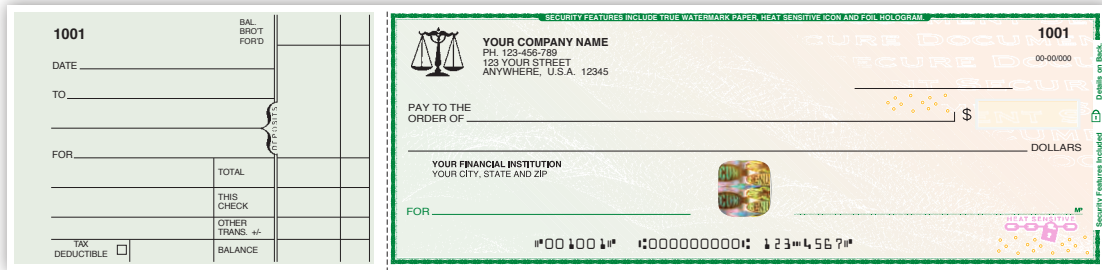 1001
BAL.
BRO'T
FOR'D
DATE
TO
DEPOSITS
FOR
TOTAL
THIS
CHECK
OTHER
TRANS. +/-
TAX
DEDUCTIBLE
BALANCE
SECURITY FEATURES INCLUDE TRUE WATERMARK PAPER, HEAT SENSITIVE ICON AND FOIL HOLOGRAM.
YOUR COMPANY NAME
PH. 123-456-789
123 YOUR STREET
ANYWHERE, U.S.A. 12345
1001
00-00/000
PAY TO THE
ORDER OF
$
DOLLARS
YOUR FINANCIAL INSTITUTION
YOUR CITY, STATE AND ZIP
FOR
MP
HEAT SENSITIVE
⑈001001⑈ ⑆000000000⑆ 123⑉4567⑈
Security Features Included Details on Back.